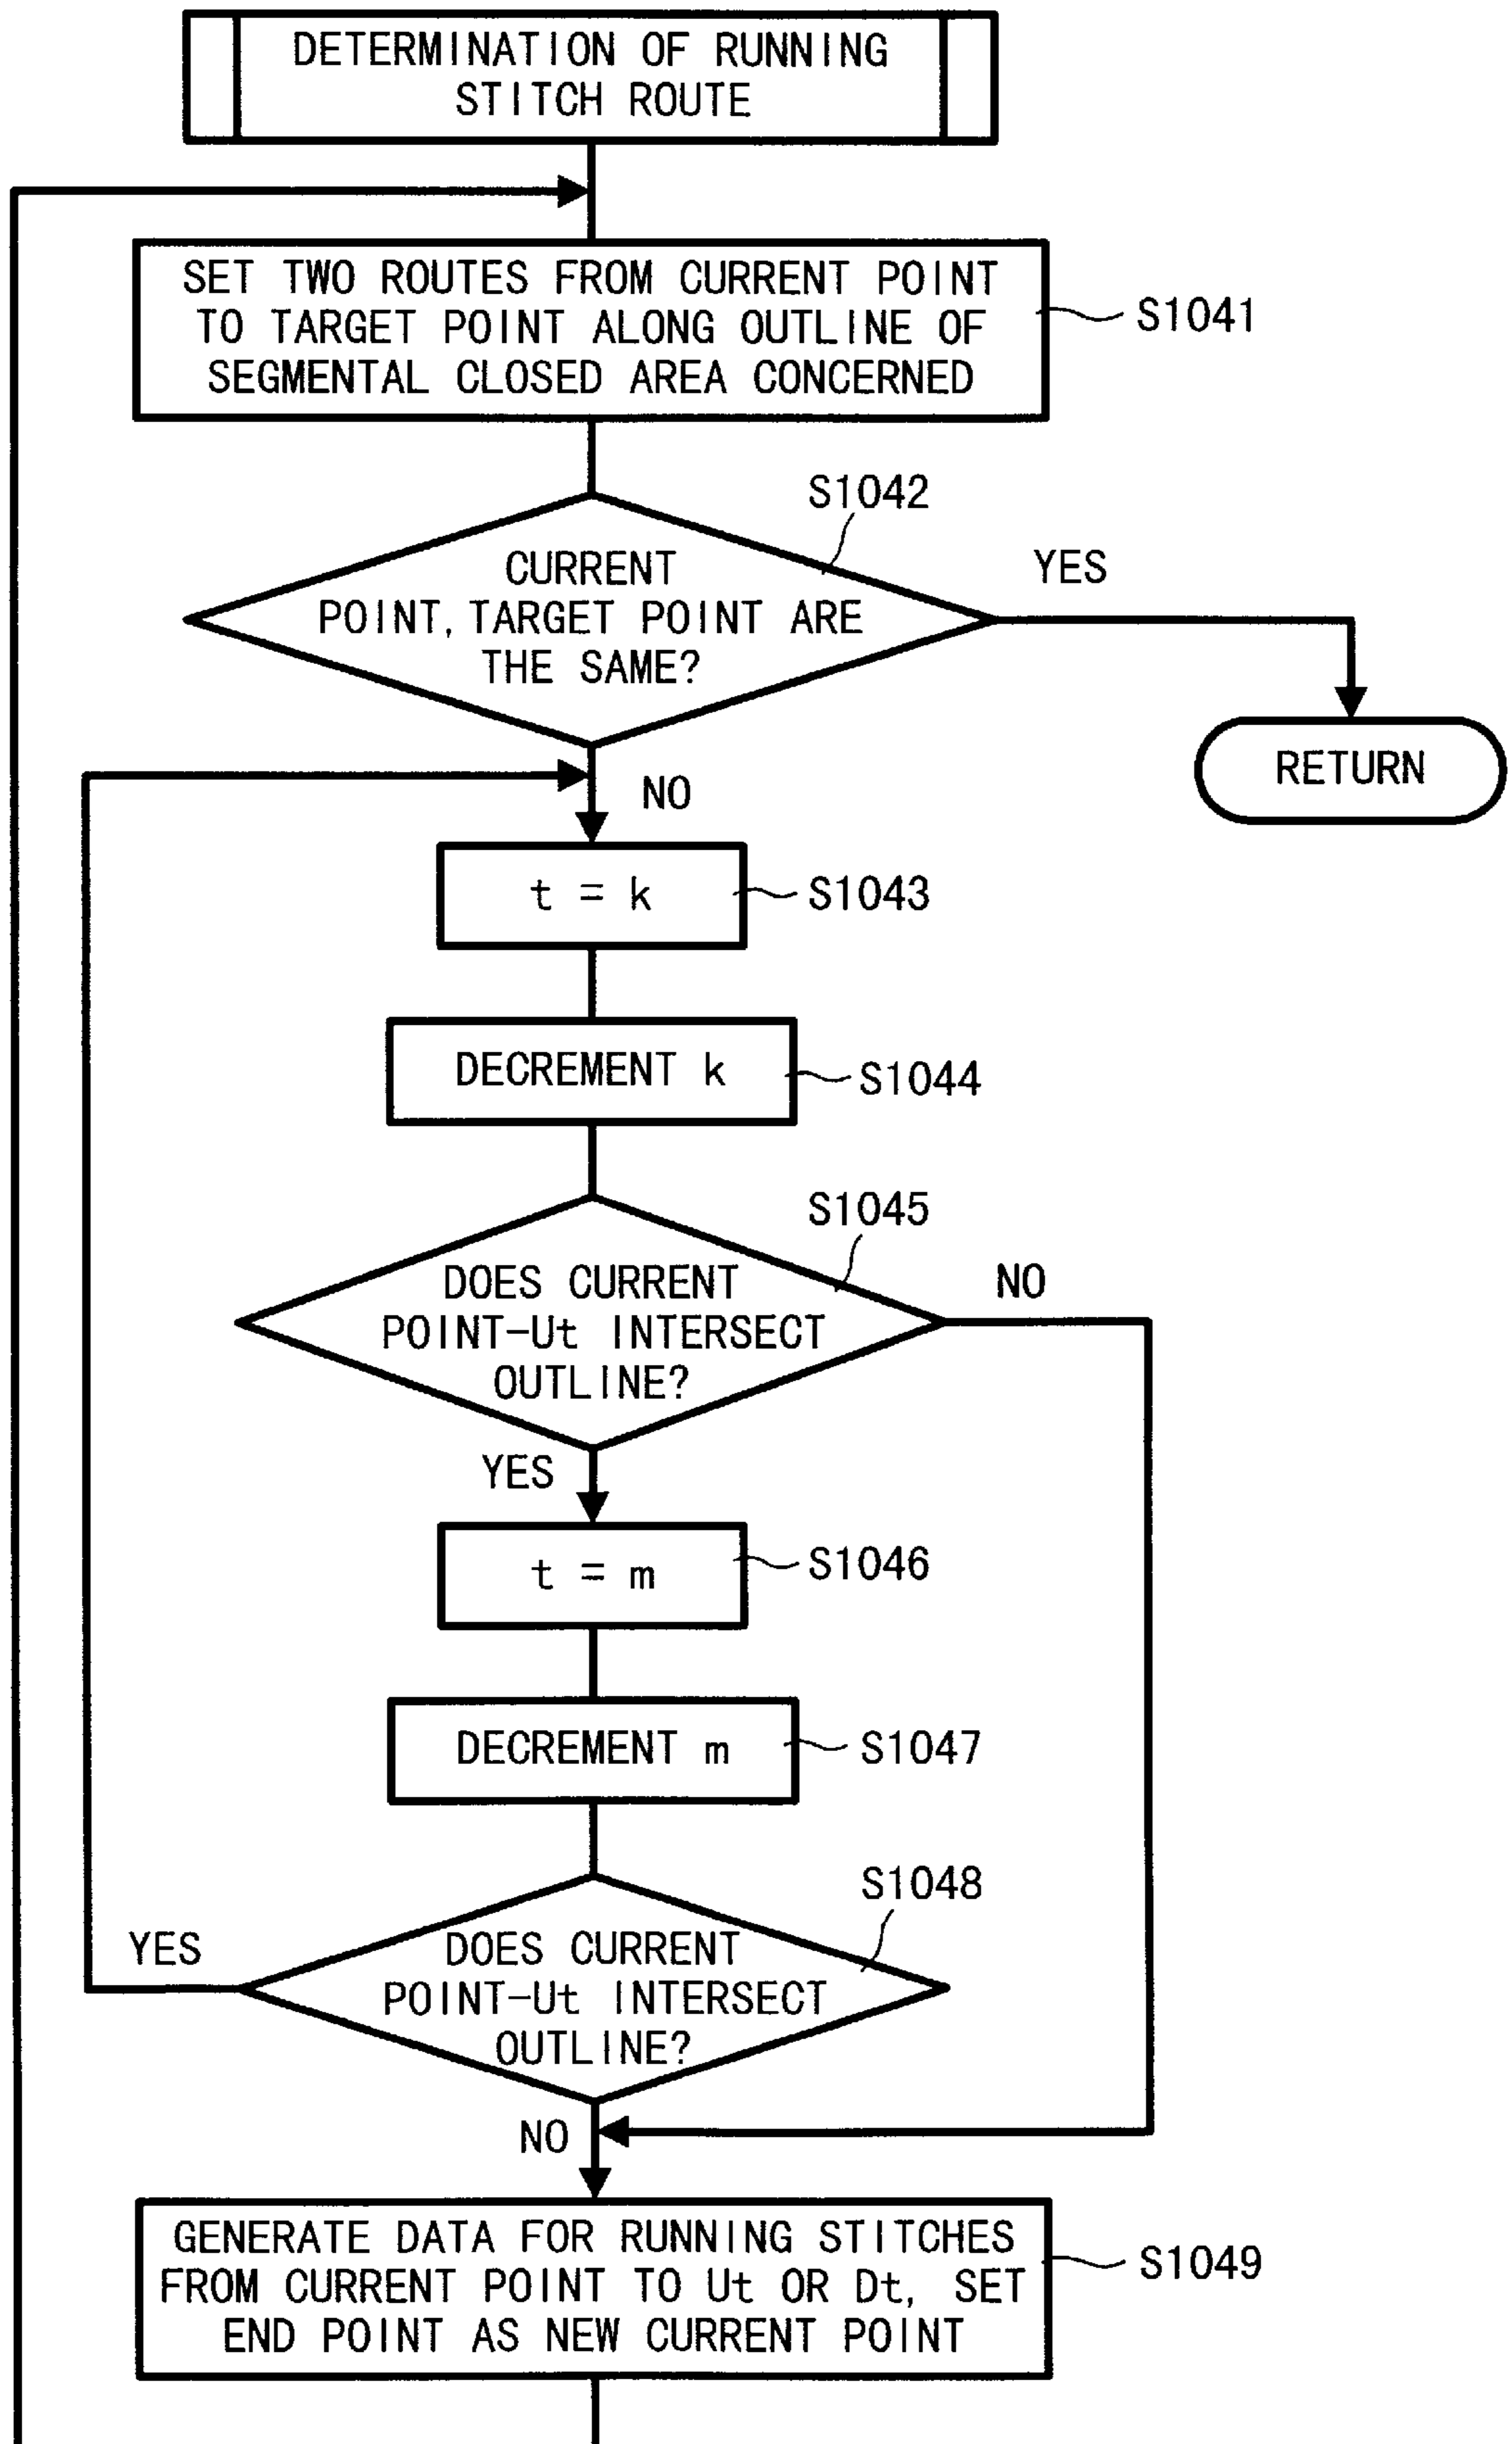 DETERMINATION OF RUNNING
STITCH ROUTE
SET TWO ROUTES FROM CURRENT POINT
TO TARGET POINT ALONG OUTLINE OF
SEGMENTAL CLOSED AREA CONCERNED
S1041
S1042
CURRENT
POINT, TARGET POINT ARE
THE SAME?
YES
RETURN
NO
t = k
S1043
DECREMENT k
S1044
S1045
DOES CURRENT
POINT-Ut INTERSECT
OUTLINE?
NO
YES
t = m
S1046
DECREMENT m
S1047
S1048
DOES CURRENT
POINT-Ut INTERSECT
OUTLINE?
YES
NO
GENERATE DATA FOR RUNNING STITCHES
FROM CURRENT POINT TO Ut OR Dt, SET
END POINT AS NEW CURRENT POINT
S1049